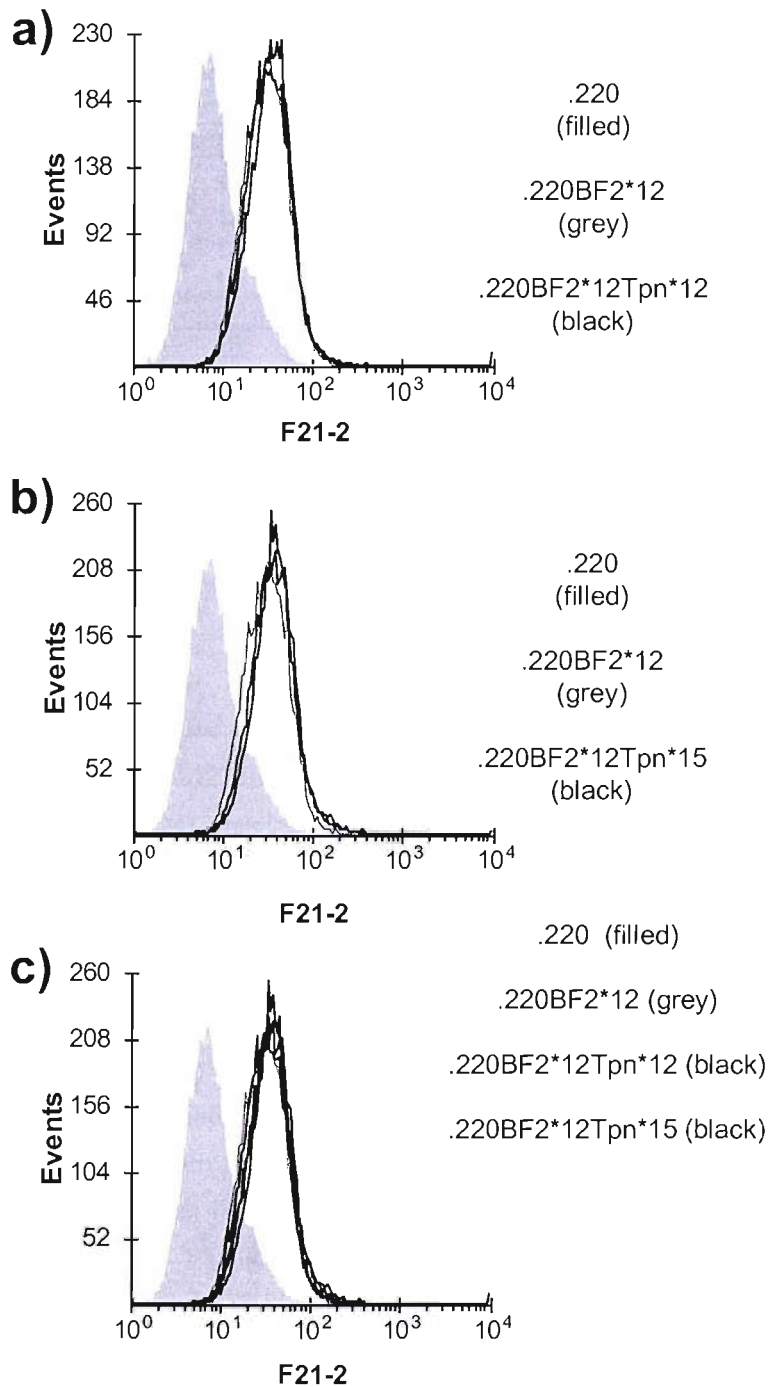 a)
230
184
138
92
46
Events
10^0 10^1 10^2 10^3 10^4
F21-2
.220
(filled)
.220BF2*12
(grey)
.220BF2*12Tpn*12
(black)
b)
260
208
156
104
52
Events
10^0 10^1 10^2 10^3 10^4
F21-2
.220
(filled)
.220BF2*12
(grey)
.220BF2*12Tpn*15
(black)
c)
260
208
156
104
52
Events
10^0 10^1 10^2 10^3 10^4
F21-2
.220 (filled)
.220BF2*12 (grey)
.220BF2*12Tpn*12 (black)
.220BF2*12Tpn*15 (black)